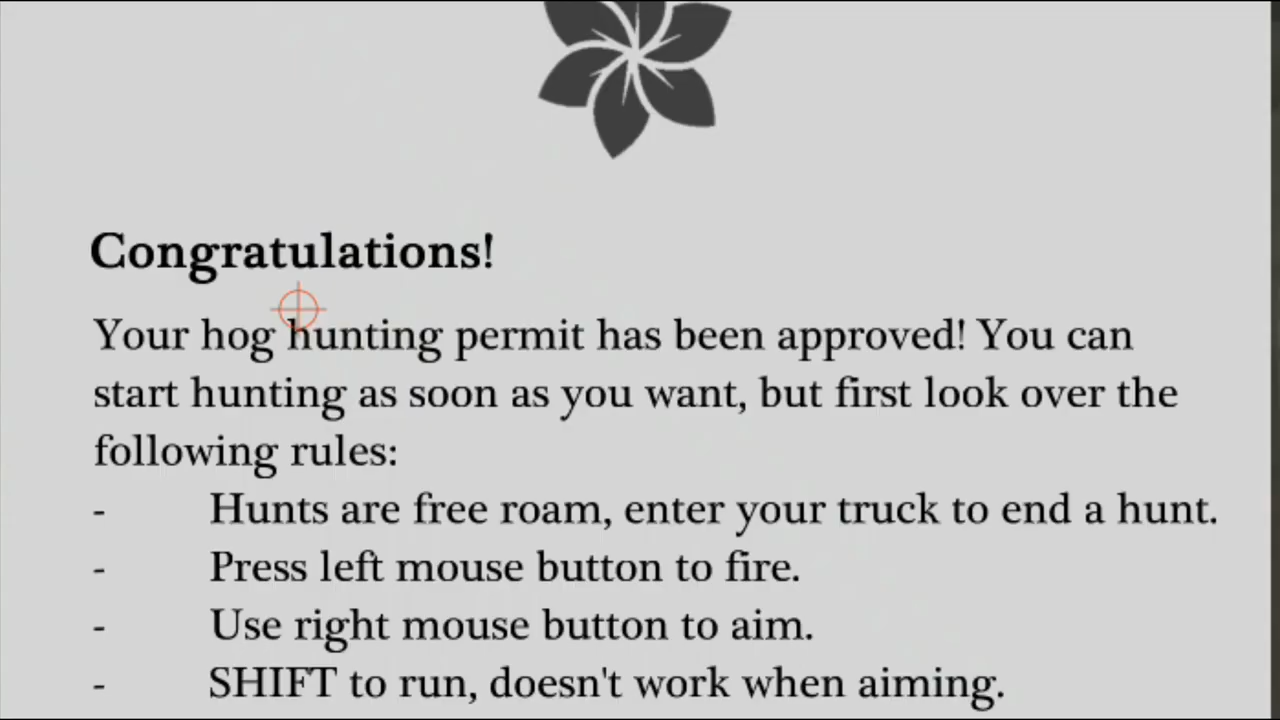 Congratulations!
Your hog hunting permit has been approved! You can
start hunting as soon as you want, but first look over the
following rules:
- Hunts are free roam, enter your truck to end a hunt.
- Press left mouse button to fire.
- Use right mouse button to aim.
- SHIFT to run, doesn't work when aiming.